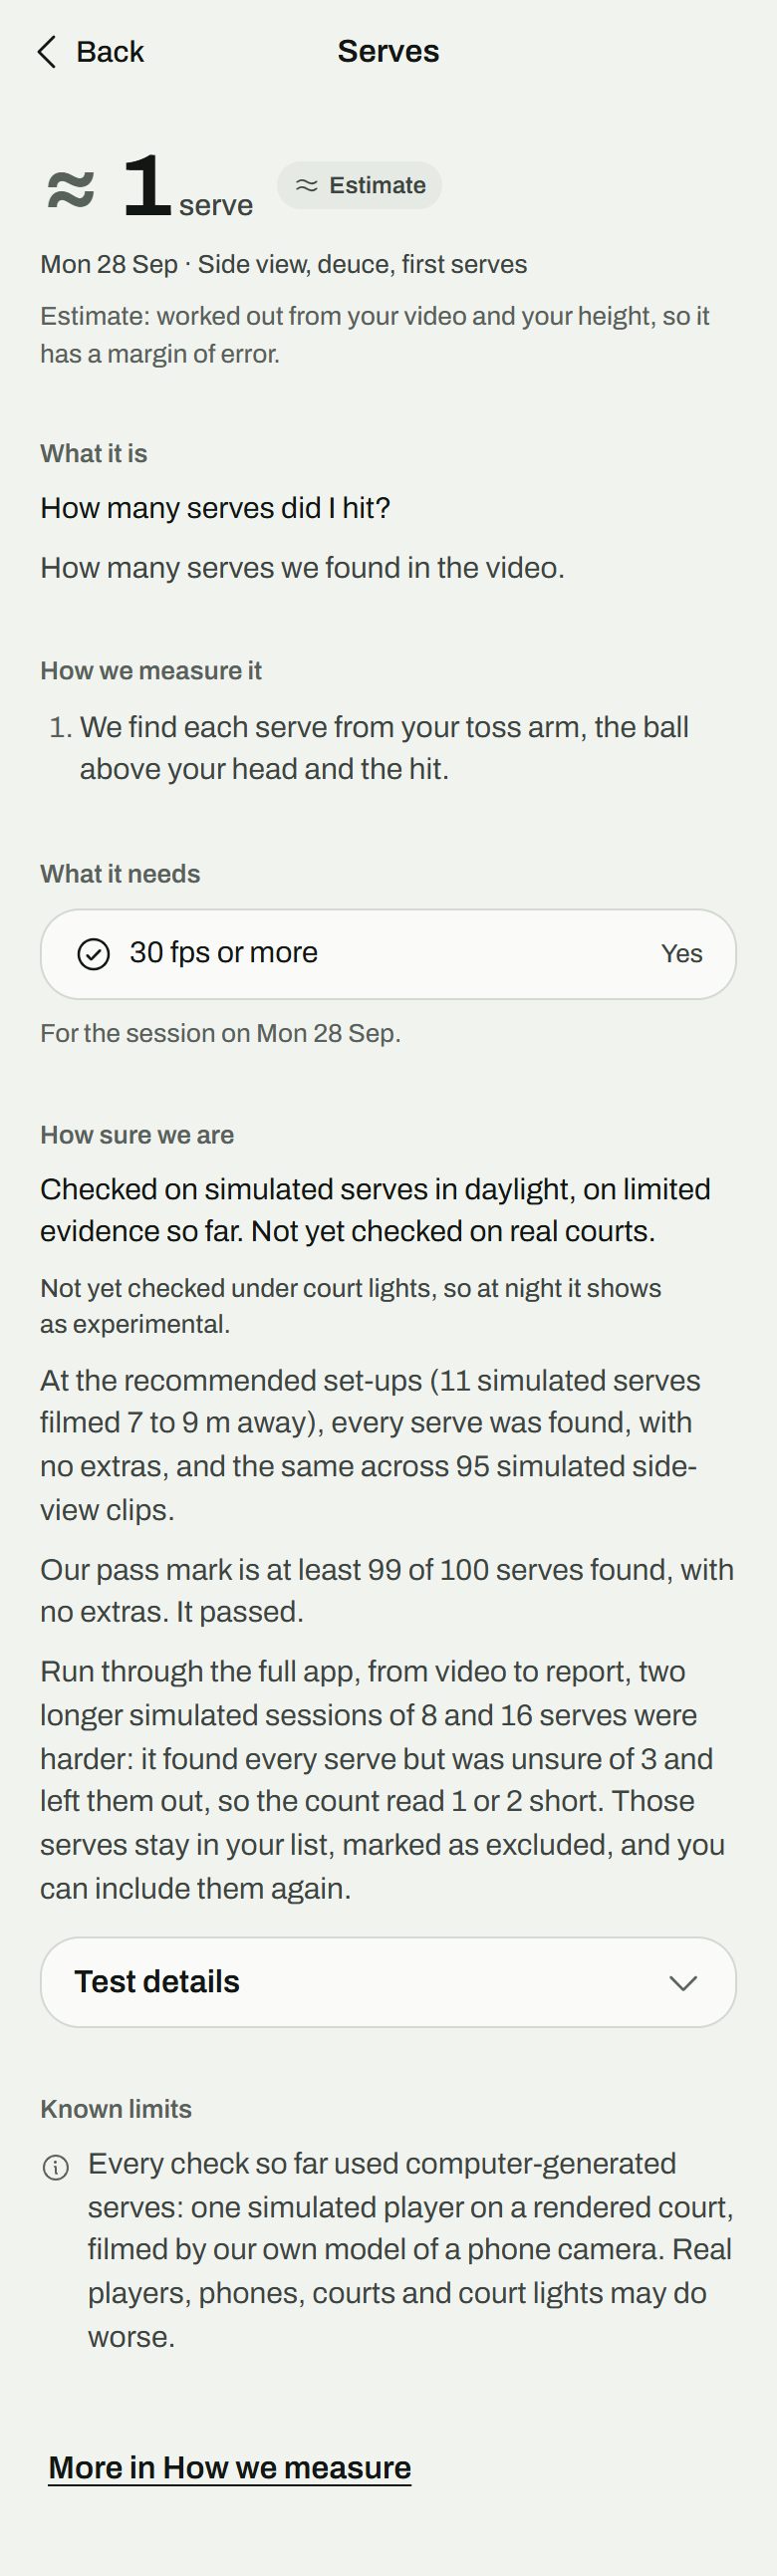 Back
Serves
≈ 1 serve
≈ Estimate
Mon 28 Sep · Side view, deuce, first serves
Estimate: worked out from your video and your height, so it
has a margin of error.
What it is
How many serves did I hit?
How many serves we found in the video.
How we measure it
1. We find each serve from your toss arm, the ball
above your head and the hit.
What it needs
30 fps or more
Yes
For the session on Mon 28 Sep.
How sure we are
Checked on simulated serves in daylight, on limited
evidence so far. Not yet checked on real courts.
Not yet checked under court lights, so at night it shows
as experimental.
At the recommended set-ups (11 simulated serves
filmed 7 to 9 m away), every serve was found, with
no extras, and the same across 95 simulated side-
view clips.
Our pass mark is at least 99 of 100 serves found, with
no extras. It passed.
Run through the full app, from video to report, two
longer simulated sessions of 8 and 16 serves were
harder: it found every serve but was unsure of 3 and
left them out, so the count read 1 or 2 short. Those
serves stay in your list, marked as excluded, and you
can include them again.
Test details
Known limits
Every check so far used computer-generated
serves: one simulated player on a rendered court,
filmed by our own model of a phone camera. Real
players, phones, courts and court lights may do
worse.
More in How we measure